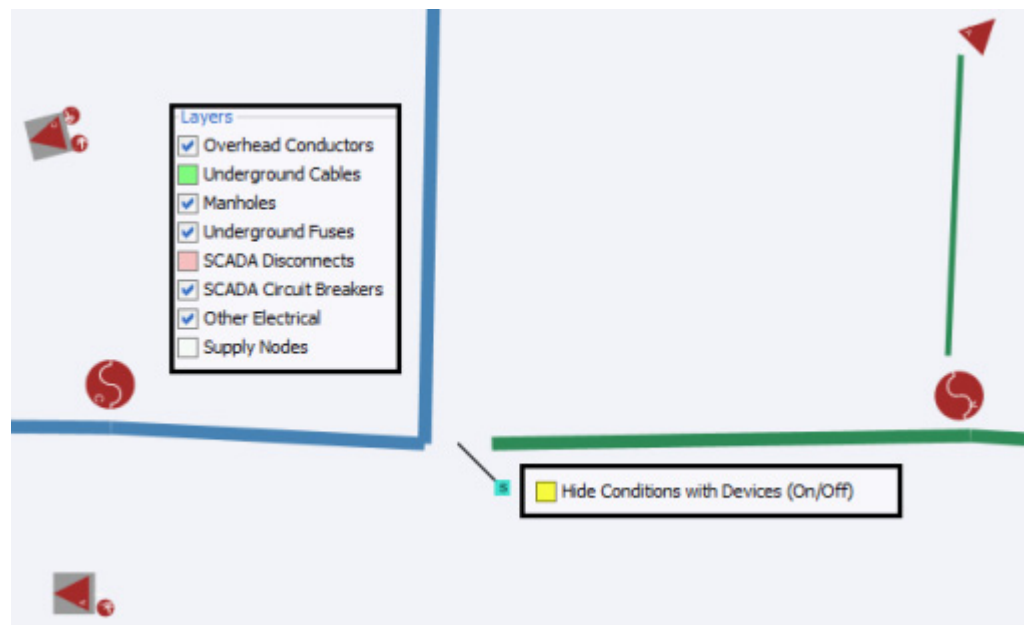 Layers
Overhead Conductors
Underground Cables
Manholes
Underground Fuses
SCADA Disconnects
SCADA Circuit Breakers
Other Electrical
Supply Nodes
S
Hide Conditions with Devices (On/Off)